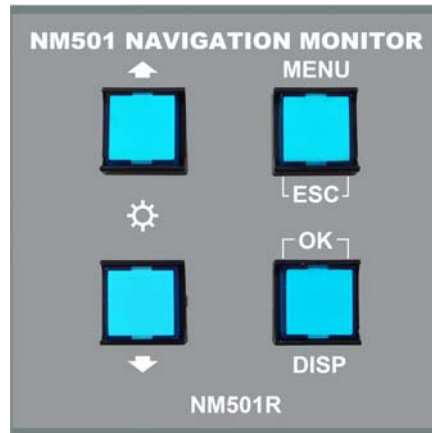 NM501 NAVIGATION MONITOR
MENU
ESC
OK
DISP
NM501R